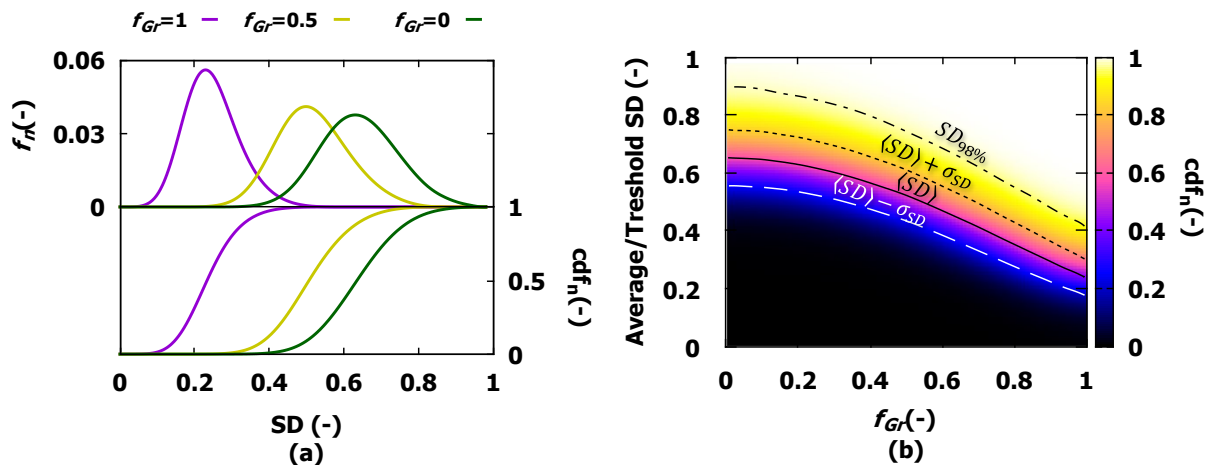 f_Gr=1 f_Gr=0.5 f_Gr=0
0.06
0.03
0
f_n(-)
1
0.5
0
cdf_n(-)
0 0.2 0.4 0.6 0.8 1
SD (-)
(a)
1
0.8
0.6
0.4
0.2
0
Average/Treshold SD (-)
SD_98%
⟨SD⟩ + σ_SD
⟨SD⟩
⟨SD⟩ − σ_SD
0 0.2 0.4 0.6 0.8 1
f_Gr(-)
(b)
1
0.8
0.6
0.4
0.2
0
cdf_n(-)